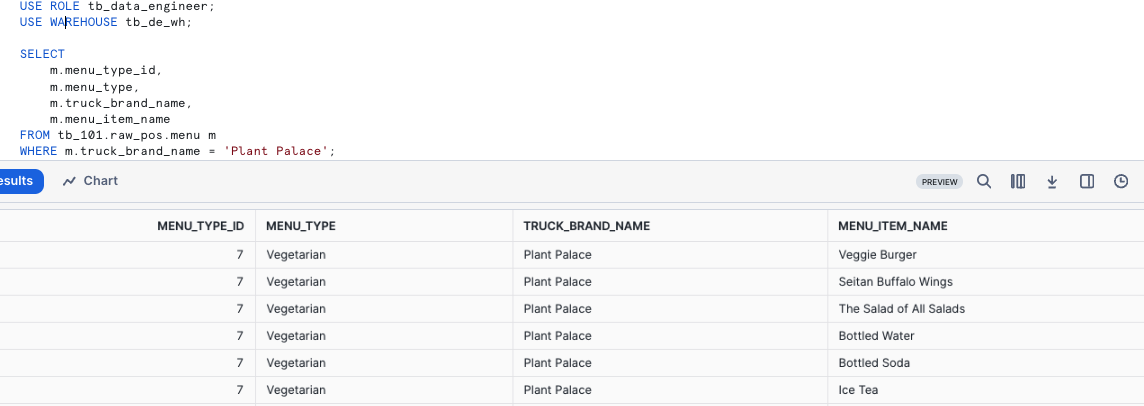 USE ROLE tb_data_engineer;
USE WAREHOUSE tb_de_wh;
SELECT
m.menu_type_id,
m.menu_type,
m.truck_brand_name,
m.menu_item_name
FROM tb_101.raw_pos.menu m
WHERE m.truck_brand_name = 'Plant Palace';
esults Chart PREVIEW
MENU_TYPE_ID MENU_TYPE TRUCK_BRAND_NAME MENU_ITEM_NAME
7 Vegetarian Plant Palace Veggie Burger
7 Vegetarian Plant Palace Seitan Buffalo Wings
7 Vegetarian Plant Palace The Salad of All Salads
7 Vegetarian Plant Palace Bottled Water
7 Vegetarian Plant Palace Bottled Soda
7 Vegetarian Plant Palace Ice Tea